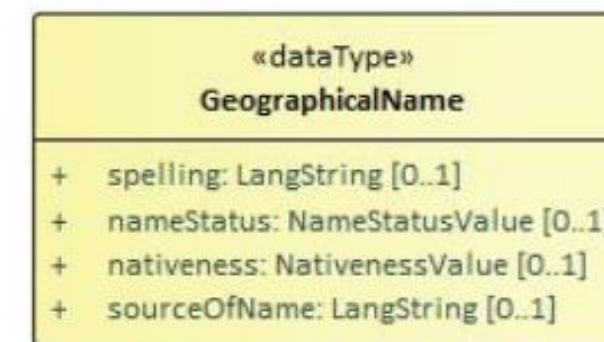 «dataType»
GeographicalName
+ spelling: LangString [0..1]
+ nameStatus: NameStatusValue [0..1
+ nativeness: NativenessValue [0..1]
+ sourceOfName: LangString [0..1]